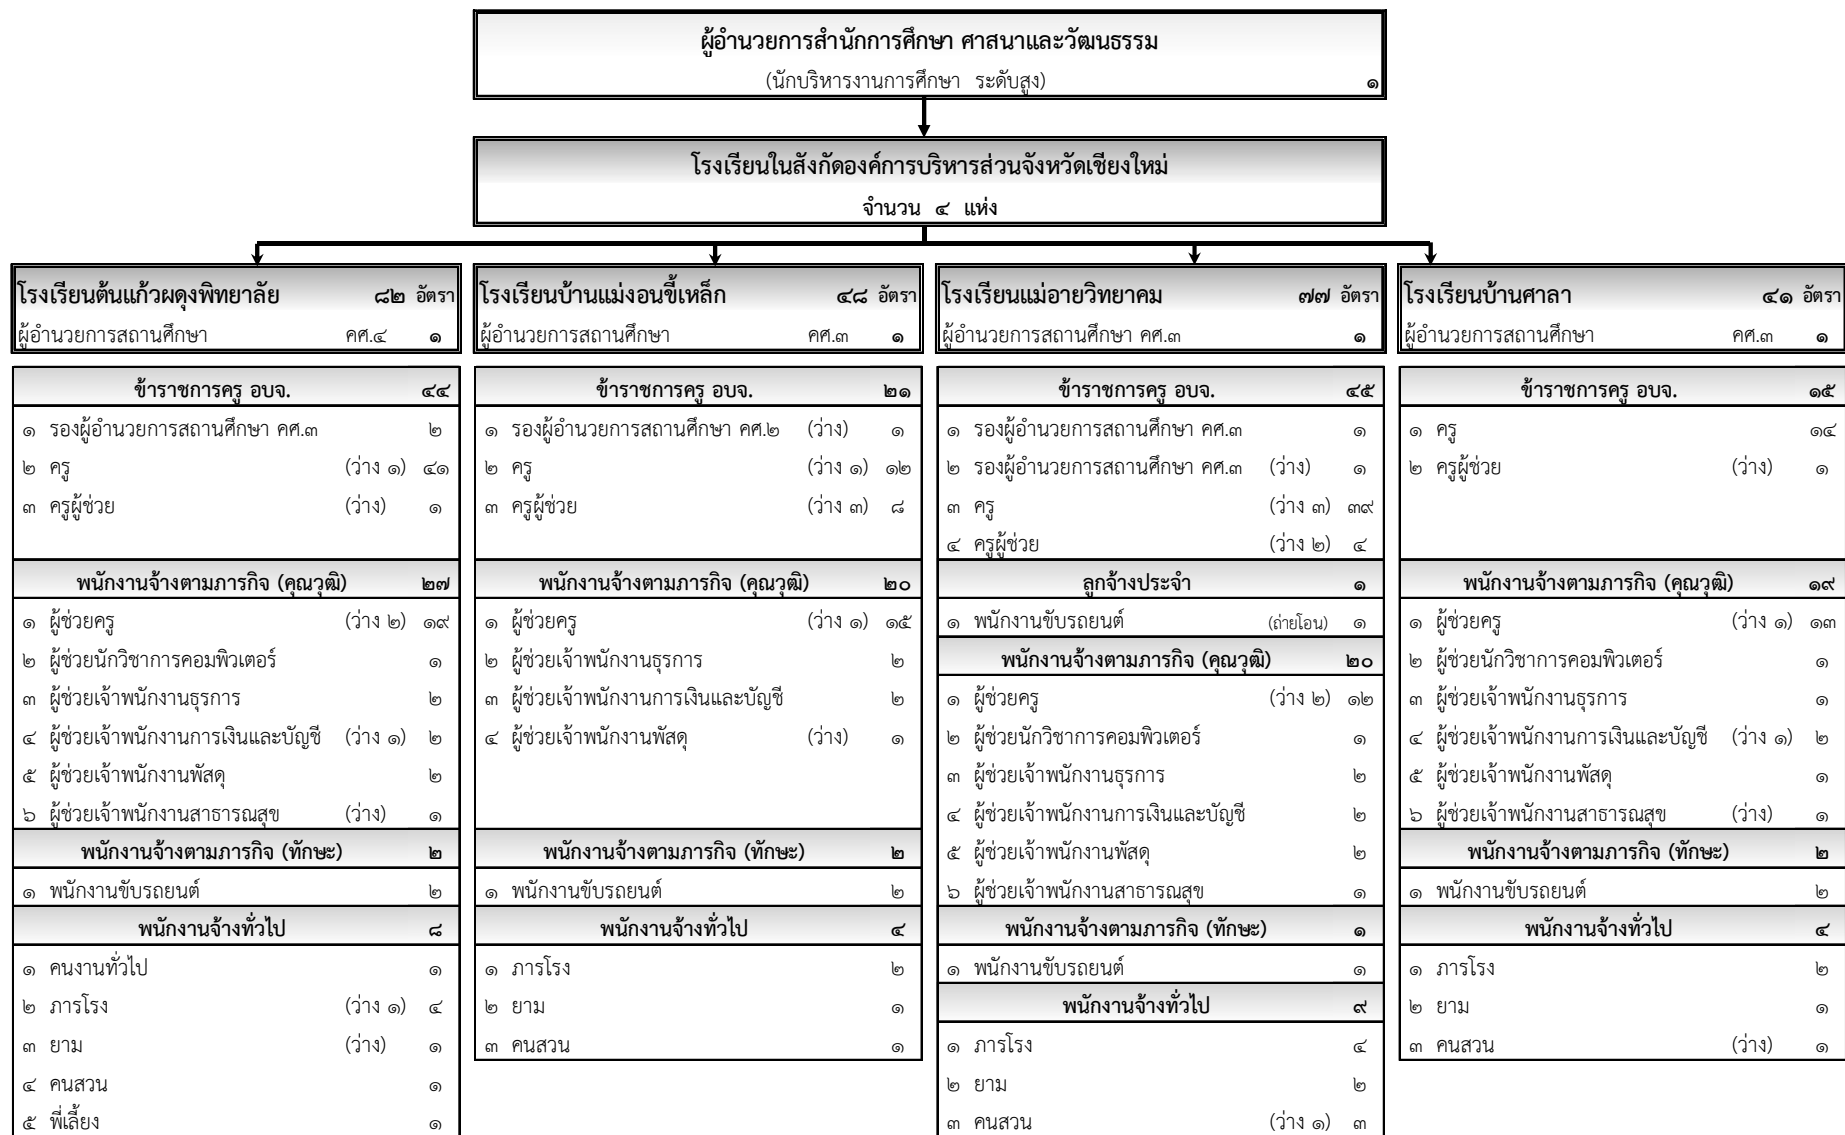 ผู้อำนวยการสำนักการศึกษา ศาสนาและวัฒนธรรม
(นักบริหารงานการศึกษา ระดับสูง) ๑
โรงเรียนในสังกัดองค์การบริหารส่วนจังหวัดเชียงใหม่
จำนวน ๔ แห่ง
โรงเรียนต้นแก้วผดุงพิทยาลัย ๘๒ อัตรา
ผู้อำนวยการสถานศึกษา คศ.๔ ๑
ข้าราชการครู อบจ. ๔๔
๑ รองผู้อำนวยการสถานศึกษา คศ.๓ ๒
๒ ครู (ว่าง ๑) ๔๑
๓ ครูผู้ช่วย (ว่าง) ๑
พนักงานจ้างตามภารกิจ (คุณวุฒิ) ๒๗
๑ ผู้ช่วยครู (ว่าง ๒) ๑๙
๒ ผู้ช่วยนักวิชาการคอมพิวเตอร์ ๑
๓ ผู้ช่วยเจ้าพนักงานธุรการ ๒
๔ ผู้ช่วยเจ้าพนักงานการเงินและบัญชี (ว่าง ๑) ๒
๕ ผู้ช่วยเจ้าพนักงานพัสดุ ๒
๖ ผู้ช่วยเจ้าพนักงานสาธารณสุข (ว่าง) ๑
พนักงานจ้างตามภารกิจ (ทักษะ) ๒
๑ พนักงานขับรถยนต์ ๒
พนักงานจ้างทั่วไป ๘
๑ คนงานทั่วไป ๑
๒ ภารโรง (ว่าง ๑) ๔
๓ ยาม (ว่าง) ๑
๔ คนสวน ๑
๕ พี่เลี้ยง ๑
โรงเรียนบ้านแม่งอนขี้เหล็ก ๔๘ อัตรา
ผู้อำนวยการสถานศึกษา คศ.๓ ๑
ข้าราชการครู อบจ. ๒๑
๑ รองผู้อำนวยการสถานศึกษา คศ.๒ (ว่าง) ๑
๒ ครู (ว่าง ๑) ๑๒
๓ ครูผู้ช่วย (ว่าง ๓) ๘
พนักงานจ้างตามภารกิจ (คุณวุฒิ) ๒๐
๑ ผู้ช่วยครู (ว่าง ๑) ๑๕
๒ ผู้ช่วยเจ้าพนักงานธุรการ ๒
๓ ผู้ช่วยเจ้าพนักงานการเงินและบัญชี ๒
๔ ผู้ช่วยเจ้าพนักงานพัสดุ (ว่าง) ๑
พนักงานจ้างตามภารกิจ (ทักษะ) ๒
๑ พนักงานขับรถยนต์ ๒
พนักงานจ้างทั่วไป ๔
๑ ภารโรง ๒
๒ ยาม ๑
๓ คนสวน ๑
โรงเรียนแม่อายวิทยาคม ๗๗ อัตรา
ผู้อำนวยการสถานศึกษา คศ.๓ ๑
ข้าราชการครู อบจ. ๔๕
๑ รองผู้อำนวยการสถานศึกษา คศ.๓ ๑
๒ รองผู้อำนวยการสถานศึกษา คศ.๓ (ว่าง) ๑
๓ ครู (ว่าง ๓) ๓๙
๔ ครูผู้ช่วย (ว่าง ๒) ๔
ลูกจ้างประจำ ๑
๑ พนักงานขับรถยนต์ (ถ่ายโอน) ๑
พนักงานจ้างตามภารกิจ (คุณวุฒิ) ๒๐
๑ ผู้ช่วยครู (ว่าง ๒) ๑๒
๒ ผู้ช่วยนักวิชาการคอมพิวเตอร์ ๑
๓ ผู้ช่วยเจ้าพนักงานธุรการ ๒
๔ ผู้ช่วยเจ้าพนักงานการเงินและบัญชี ๒
๕ ผู้ช่วยเจ้าพนักงานพัสดุ ๒
๖ ผู้ช่วยเจ้าพนักงานสาธารณสุข ๑
พนักงานจ้างตามภารกิจ (ทักษะ) ๑
๑ พนักงานขับรถยนต์ ๑
พนักงานจ้างทั่วไป ๙
๑ ภารโรง ๔
๒ ยาม ๒
๓ คนสวน (ว่าง ๑) ๓
โรงเรียนบ้านศาลา ๔๑ อัตรา
ผู้อำนวยการสถานศึกษา คศ.๓ ๑
ข้าราชการครู อบจ. ๑๕
๑ ครู ๑๔
๒ ครูผู้ช่วย (ว่าง) ๑
พนักงานจ้างตามภารกิจ (คุณวุฒิ) ๑๙
๑ ผู้ช่วยครู (ว่าง ๑) ๑๓
๒ ผู้ช่วยนักวิชาการคอมพิวเตอร์ ๑
๓ ผู้ช่วยเจ้าพนักงานธุรการ ๑
๔ ผู้ช่วยเจ้าพนักงานการเงินและบัญชี (ว่าง ๑) ๒
๕ ผู้ช่วยเจ้าพนักงานพัสดุ ๑
๖ ผู้ช่วยเจ้าพนักงานสาธารณสุข (ว่าง) ๑
พนักงานจ้างตามภารกิจ (ทักษะ) ๒
๑ พนักงานขับรถยนต์ ๒
พนักงานจ้างทั่วไป ๔
๑ ภารโรง ๒
๒ ยาม ๑
๓ คนสวน (ว่าง) ๑